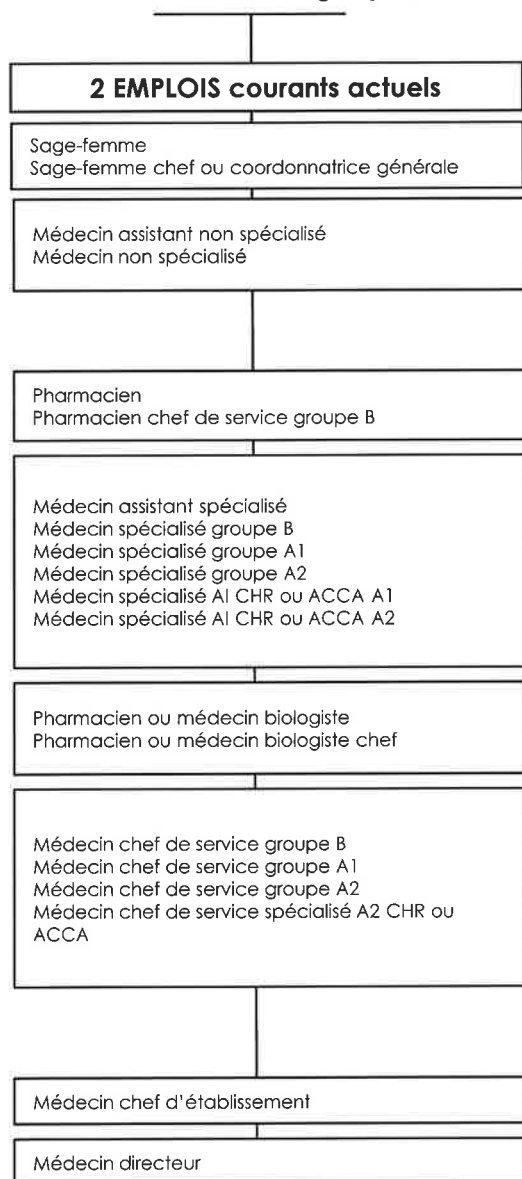 2 EMPLOIS courants actuels
Sage-femme
Sage-femme chef ou coordonnatrice générale
Médecin assistant non spécialisé
Médecin non spécialisé
Pharmacien
Pharmacien chef de service groupe B
Médecin assistant spécialisé
Médecin spécialisé groupe B
Médecin spécialisé groupe A1
Médecin spécialisé groupe A2
Médecin spécialisé AI CHR ou ACCA A1
Médecin spécialisé AI CHR ou ACCA A2
Pharmacien ou médecin biologiste
Pharmacien ou médecin biologiste chef
Médecin chef de service groupe B
Médecin chef de service groupe A1
Médecin chef de service groupe A2
Médecin chef de service spécialisé A2 CHR ou
ACCA
Médecin chef d'établissement
Médecin directeur